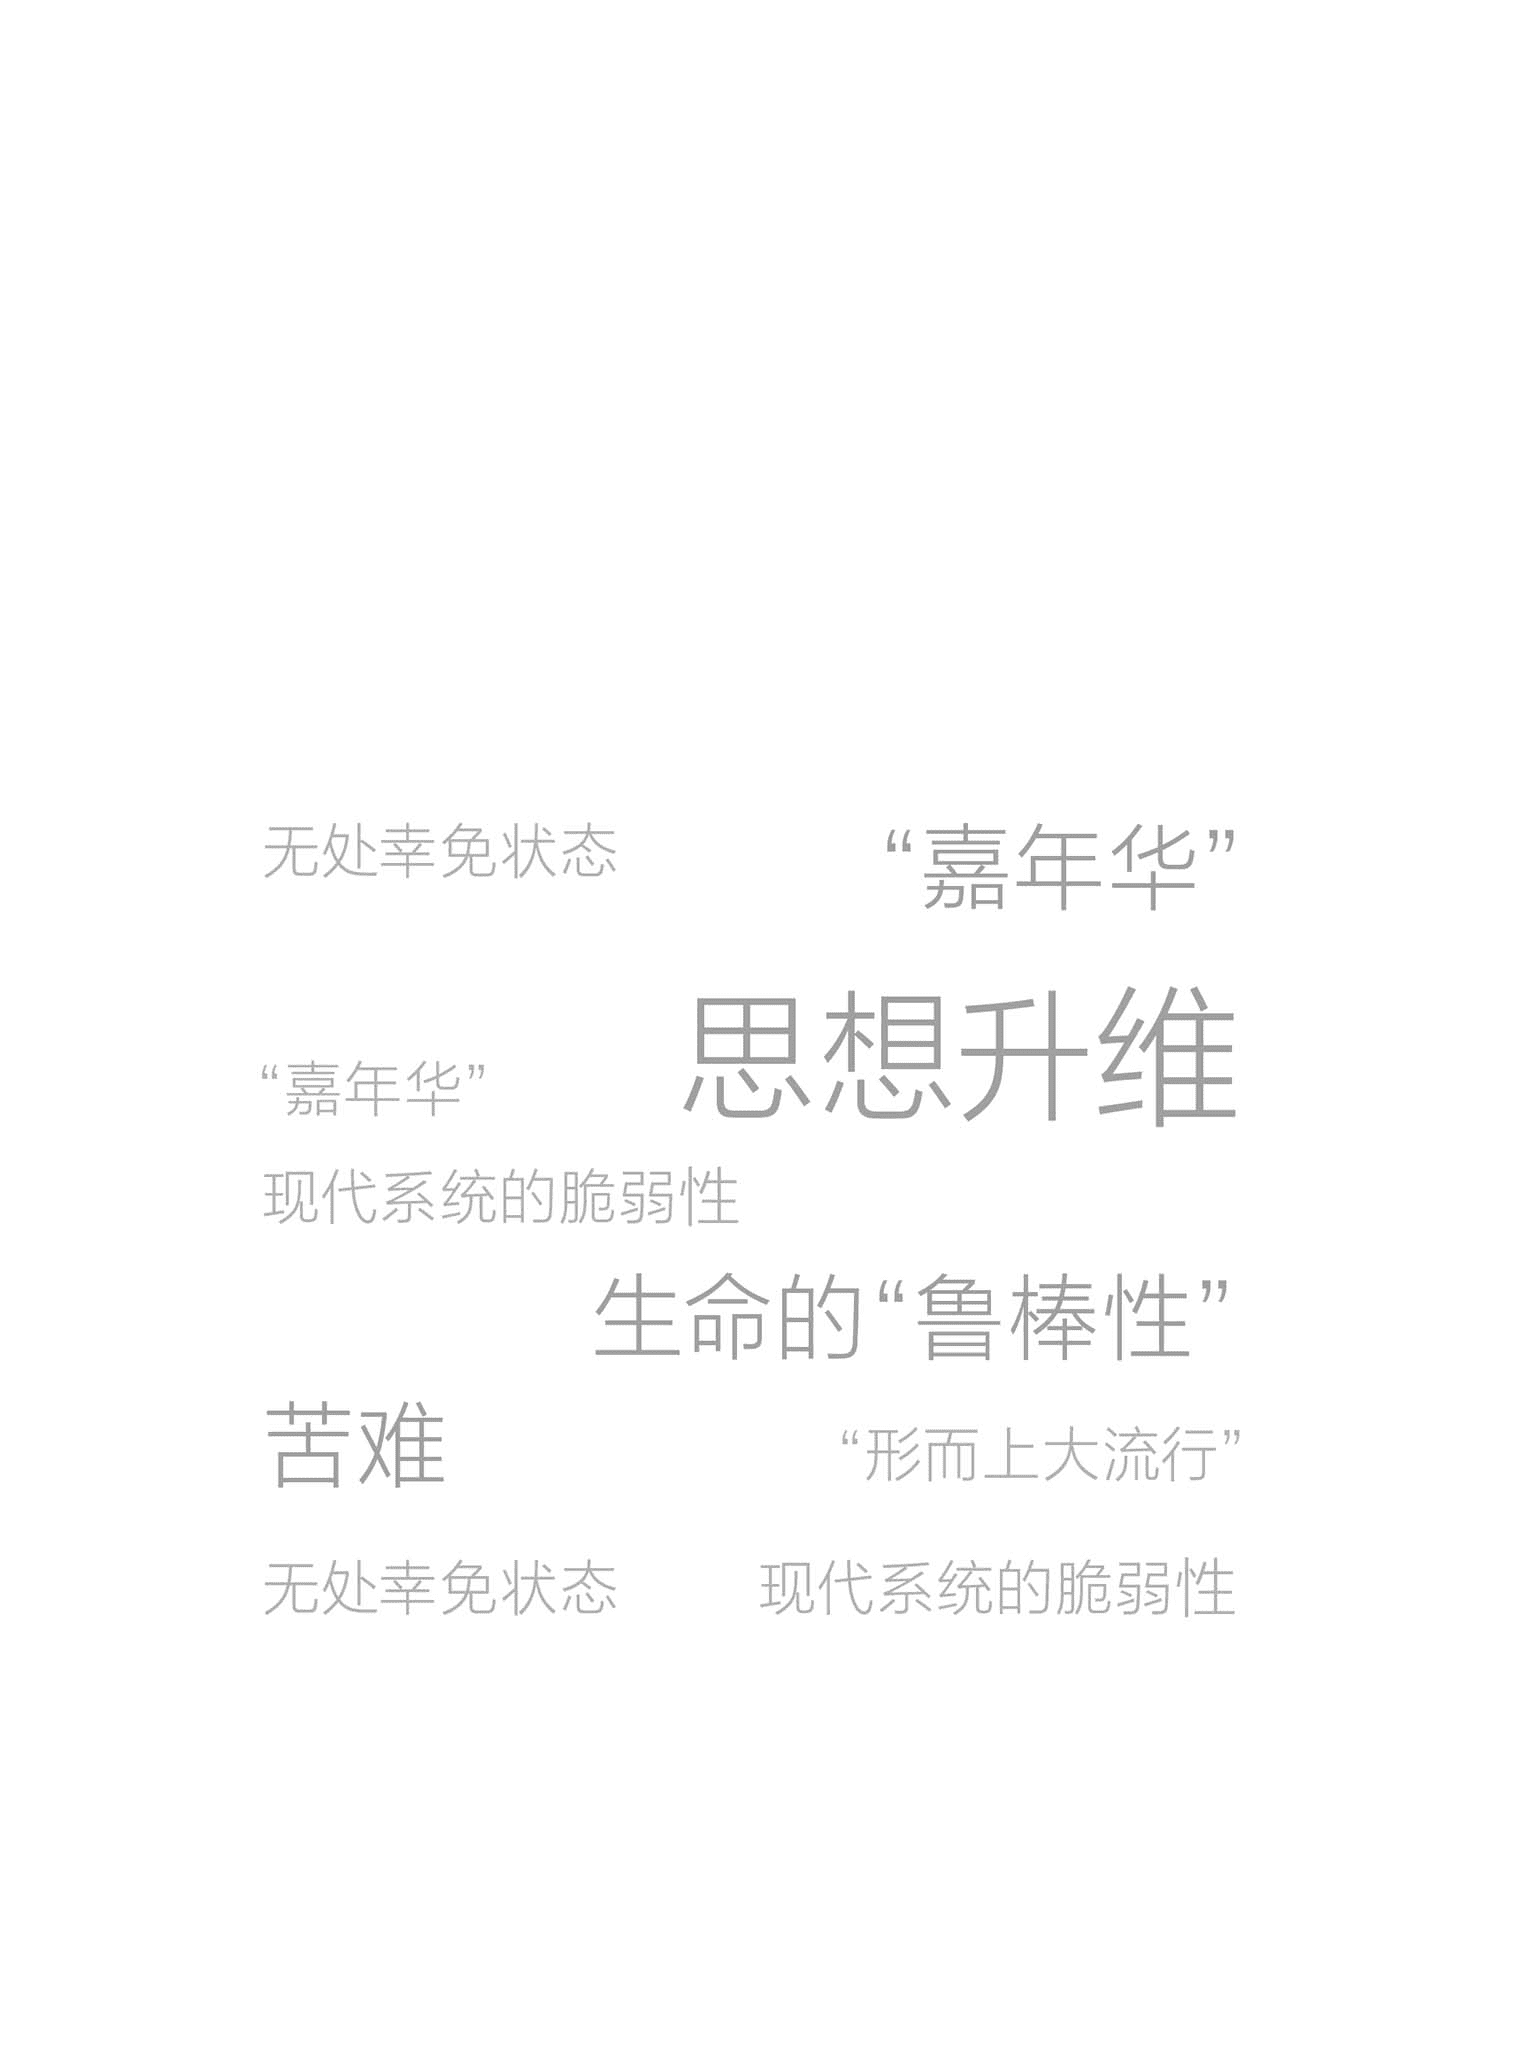 无处幸免状态 “嘉年华”
思想升维
“嘉年华”
现代系统的脆弱性
生命的“鲁棒性”
苦难 “形而上大流行”
无处幸免状态 现代系统的脆弱性